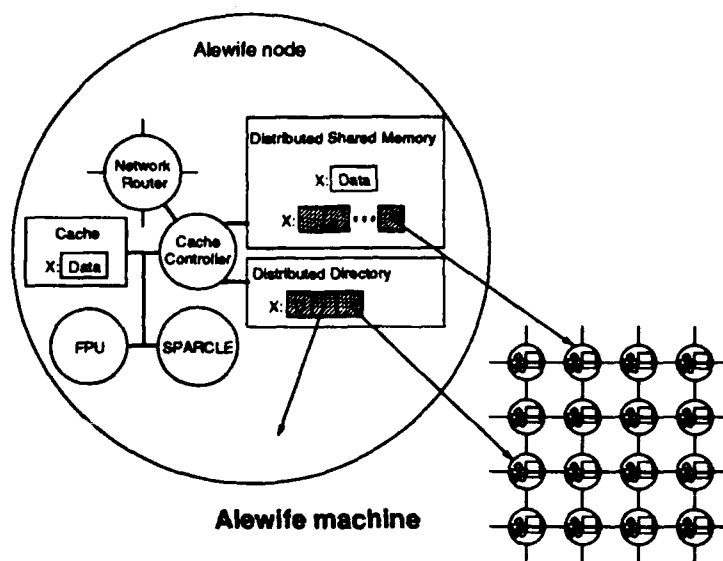 Alewife node
Network
Router
Distributed Shared Memory
X: Data
X: •••
Cache
X: Data
Cache
Controller
Distributed Directory
X:
FPU
SPARCLE
Alewife machine